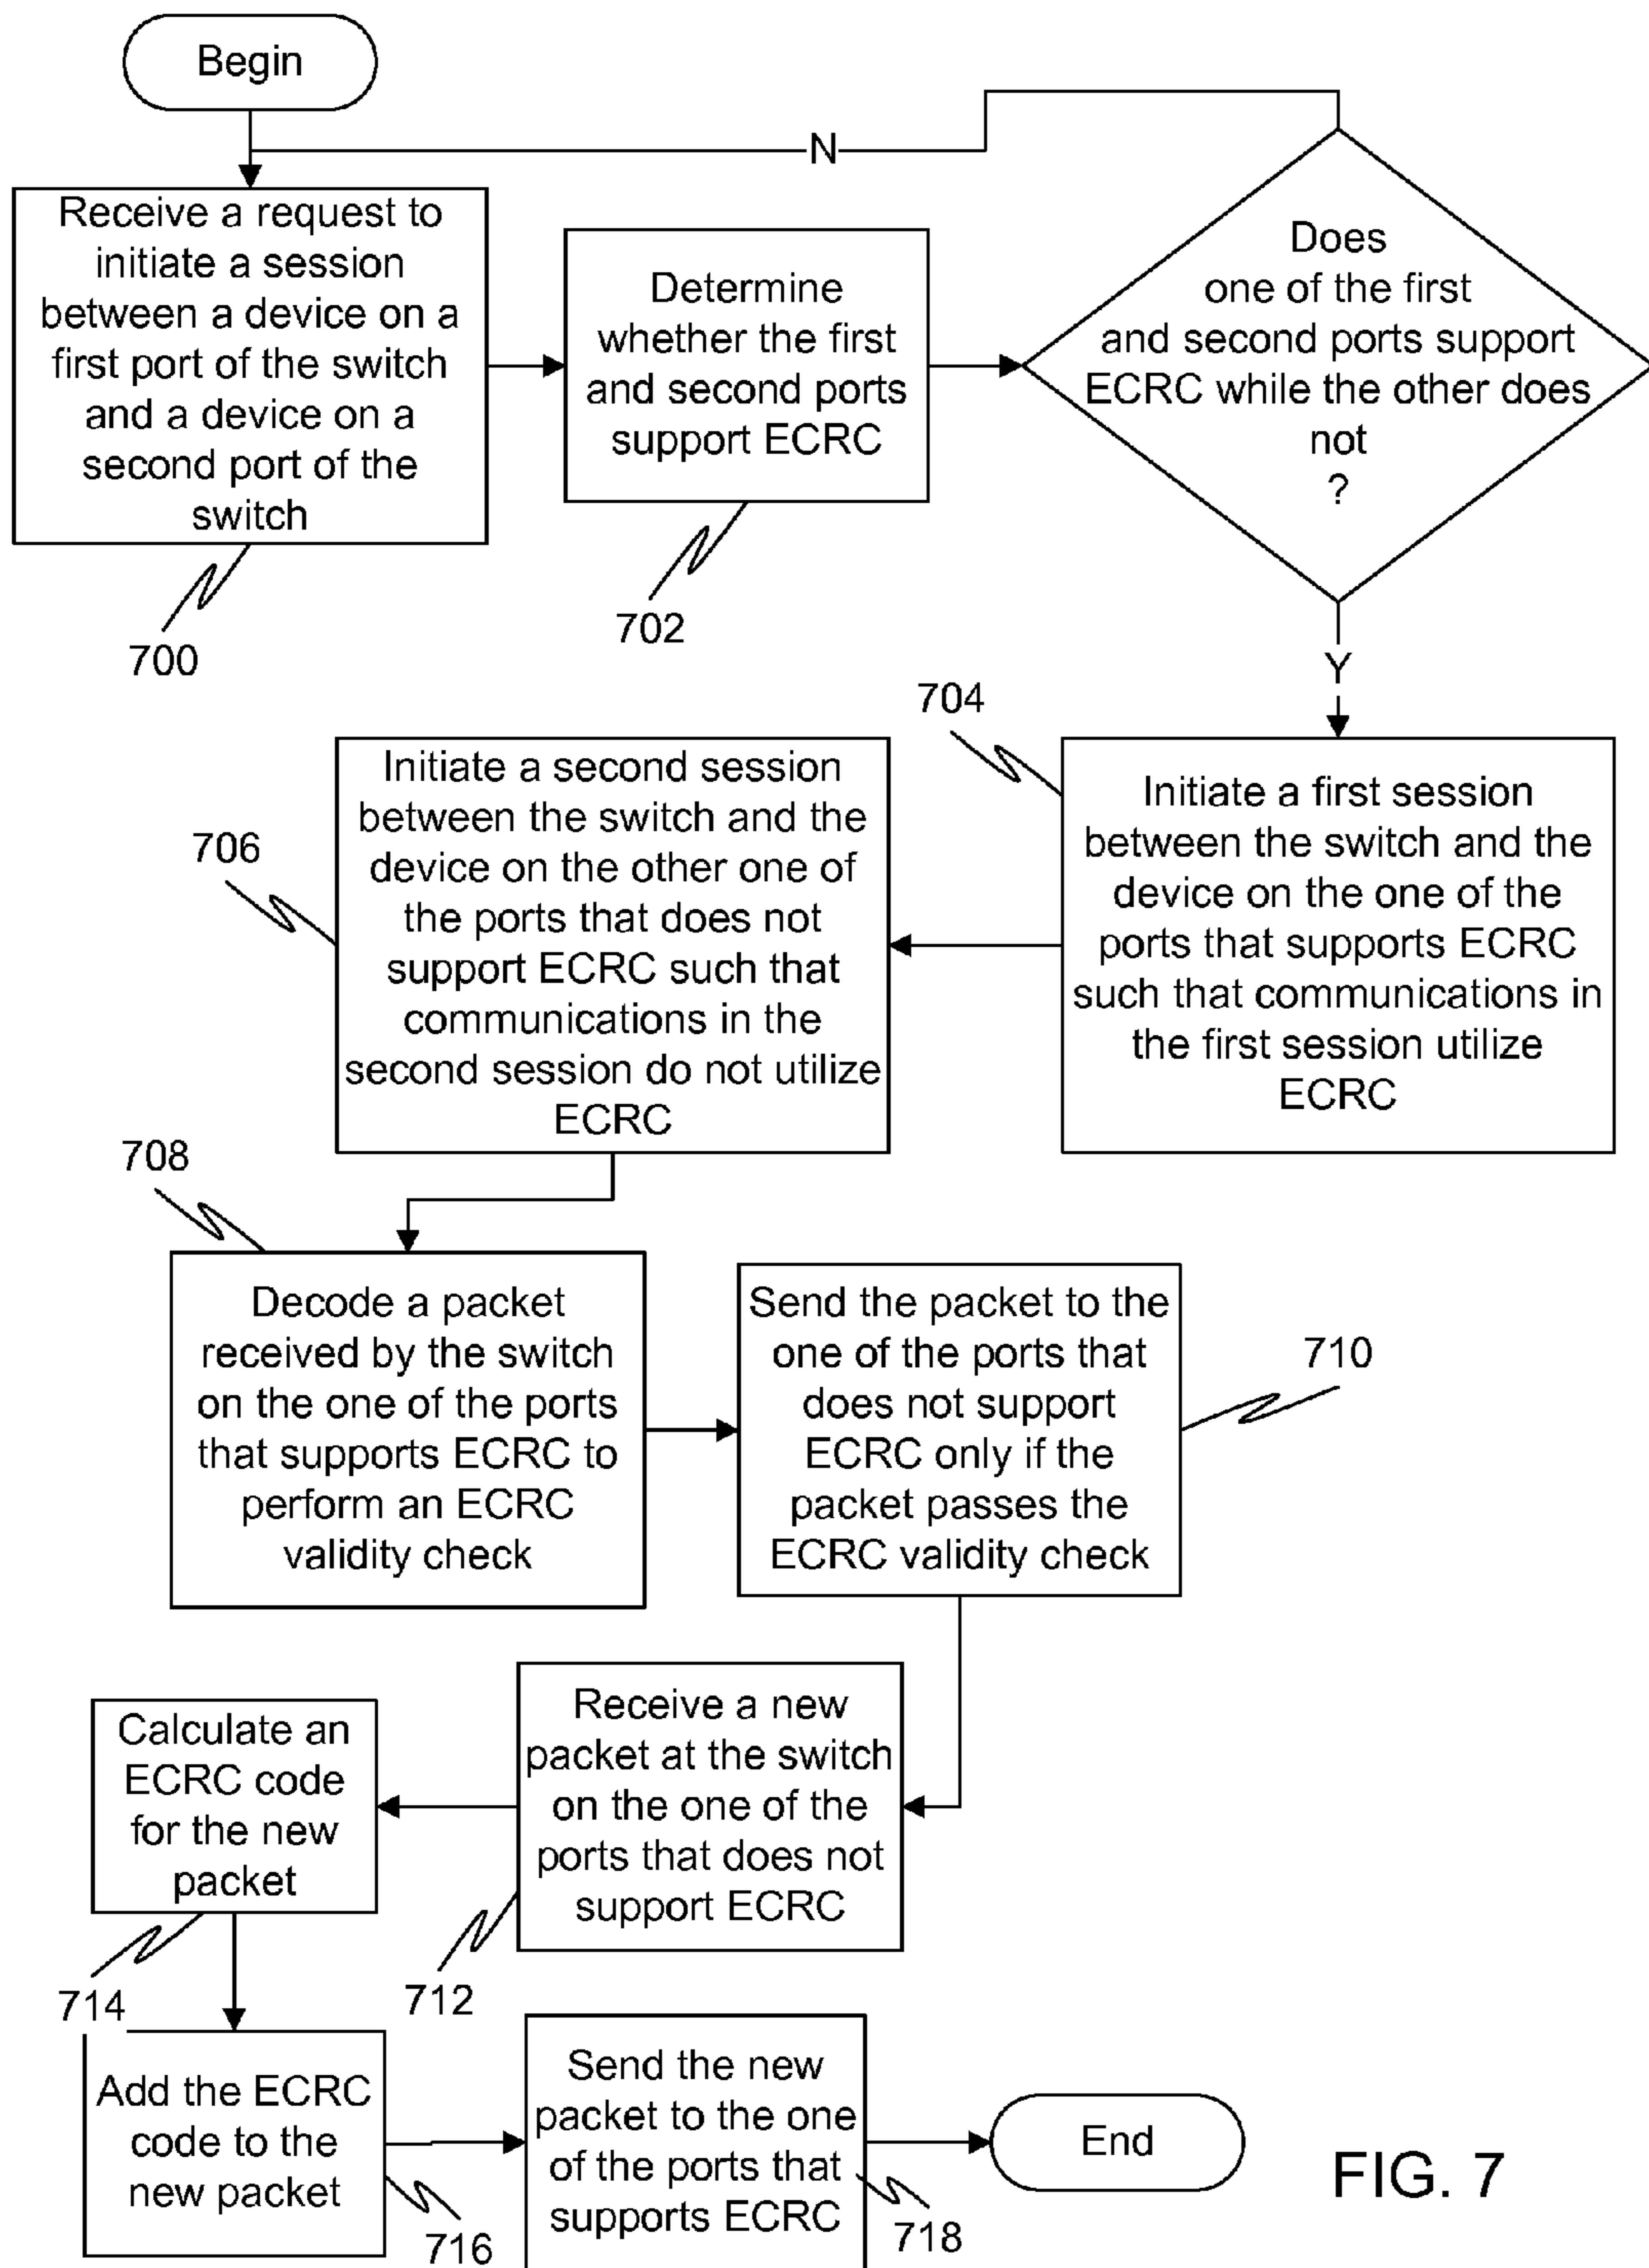 Begin
N
Receive a request to
initiate a session
between a device on a
first port of the switch
and a device on a
second port of the
switch
700
Determine
whether the first
and second ports
support ECRC
702
Does
one of the first
and second ports support
ECRC while the other does
not
?
Y
704
Initiate a first session
between the switch and the
device on the one of the
ports that supports ECRC
such that communications in
the first session utilize
ECRC
706
Initiate a second session
between the switch and the
device on the other one of
the ports that does not
support ECRC such that
communications in the
second session do not utilize
ECRC
708
Decode a packet
received by the switch
on the one of the ports
that supports ECRC to
perform an ECRC
validity check
Send the packet to the
one of the ports that
does not support
ECRC only if the
packet passes the
ECRC validity check
710
Receive a new
packet at the switch
on the one of the
ports that does not
support ECRC
712
Calculate an
ECRC code
for the new
packet
714
Add the ECRC
code to the
new packet
716
Send the new
packet to the one
of the ports that
supports ECRC
718
End
FIG. 7